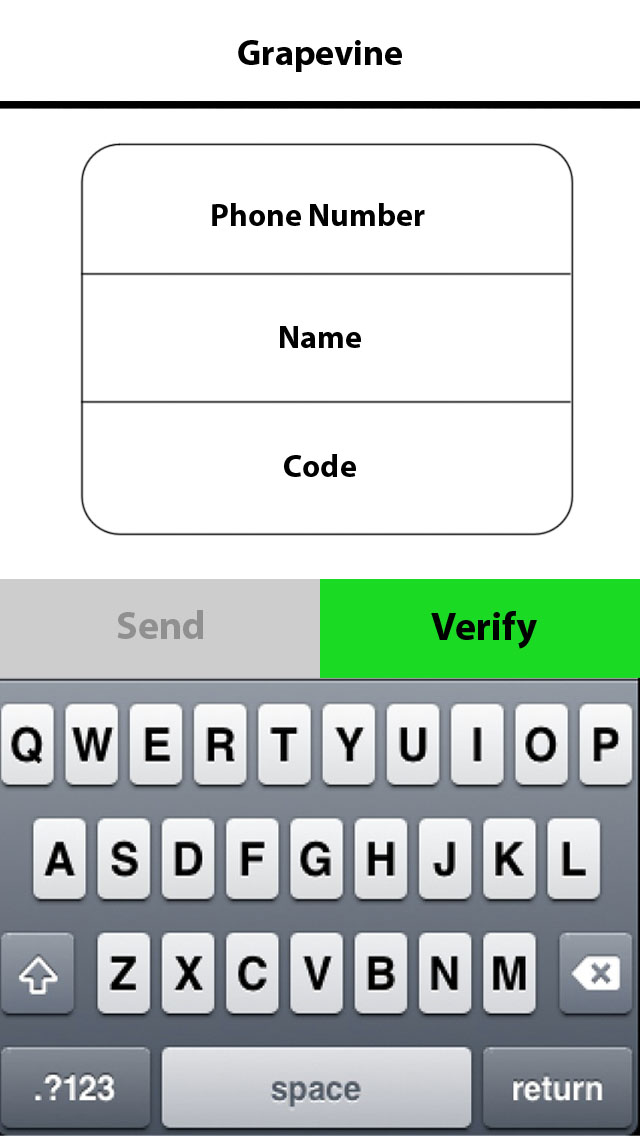 Grapevine
Phone Number
Name
Code
Send Verify
Q W E R T Y U I O P
A S D F G H J K L
Z X C V B N M
.?123 space return